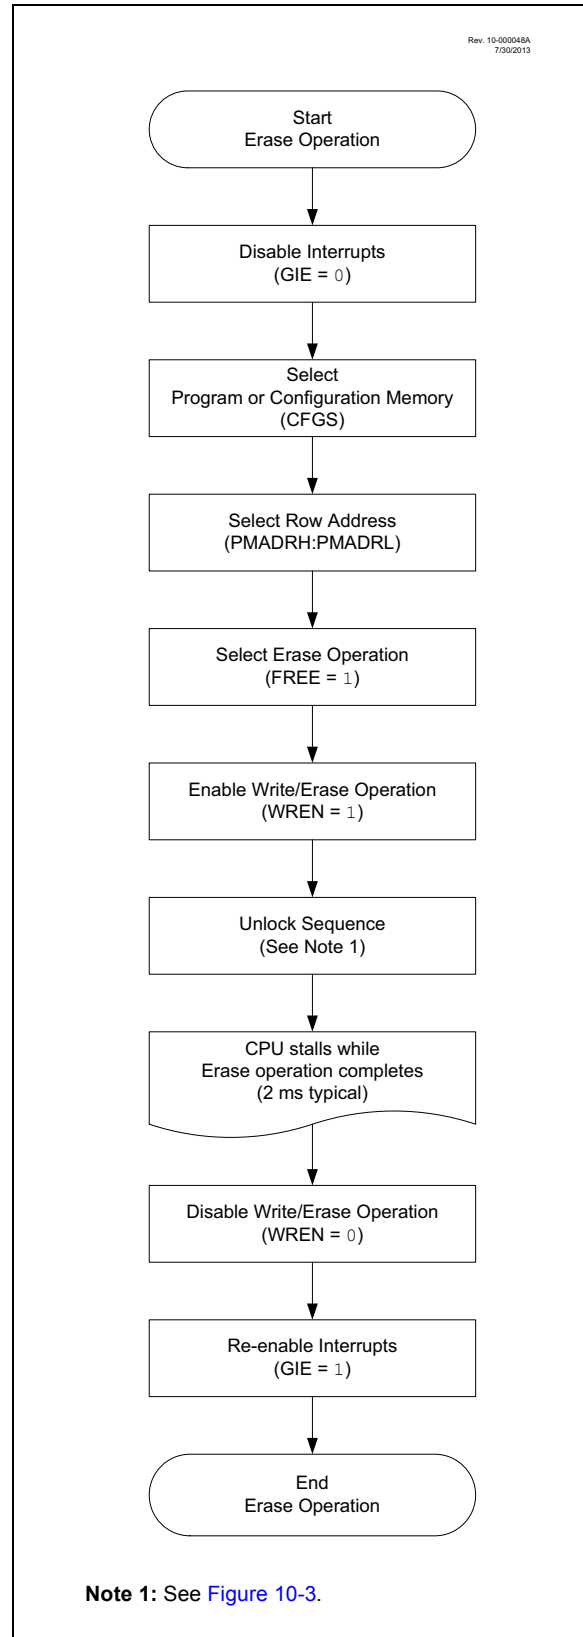 Rev. 10-000048A
7/30/2013
Start
Erase Operation
Disable Interrupts
(GIE = 0)
Select
Program or Configuration Memory
(CFGS)
Select Row Address
(PMADRH:PMADRL)
Select Erase Operation
(FREE = 1)
Enable Write/Erase Operation
(WREN = 1)
Unlock Sequence
(See Note 1)
CPU stalls while
Erase operation completes
(2 ms typical)
Disable Write/Erase Operation
(WREN = 0)
Re-enable Interrupts
(GIE = 1)
End
Erase Operation
Note 1: See Figure 10-3.